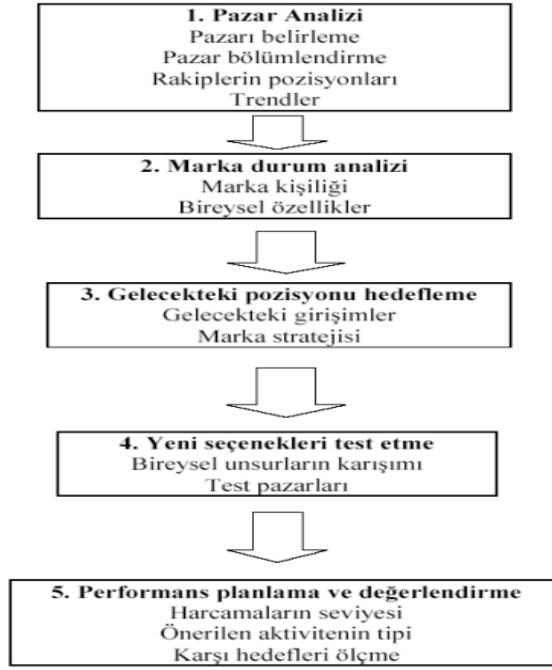 1. Pazar Analizi
Pazarı belirleme
Pazar bölümlendirme
Rakiplerin pozisyonları
Trendler
2. Marka durum analizi
Marka kişiliği
Bireysel özellikler
3. Gelecekteki pozisyonu hedefleme
Gelecekteki girişimler
Marka stratejisi
4. Yeni seçenekleri test etme
Bireysel unsurların karışımı
Test pazarları
5. Performans planlama ve değerlendirme
Harcamaların seviyesi
Önerilen aktivitenin tipi
Karşı hedefleri ölçme